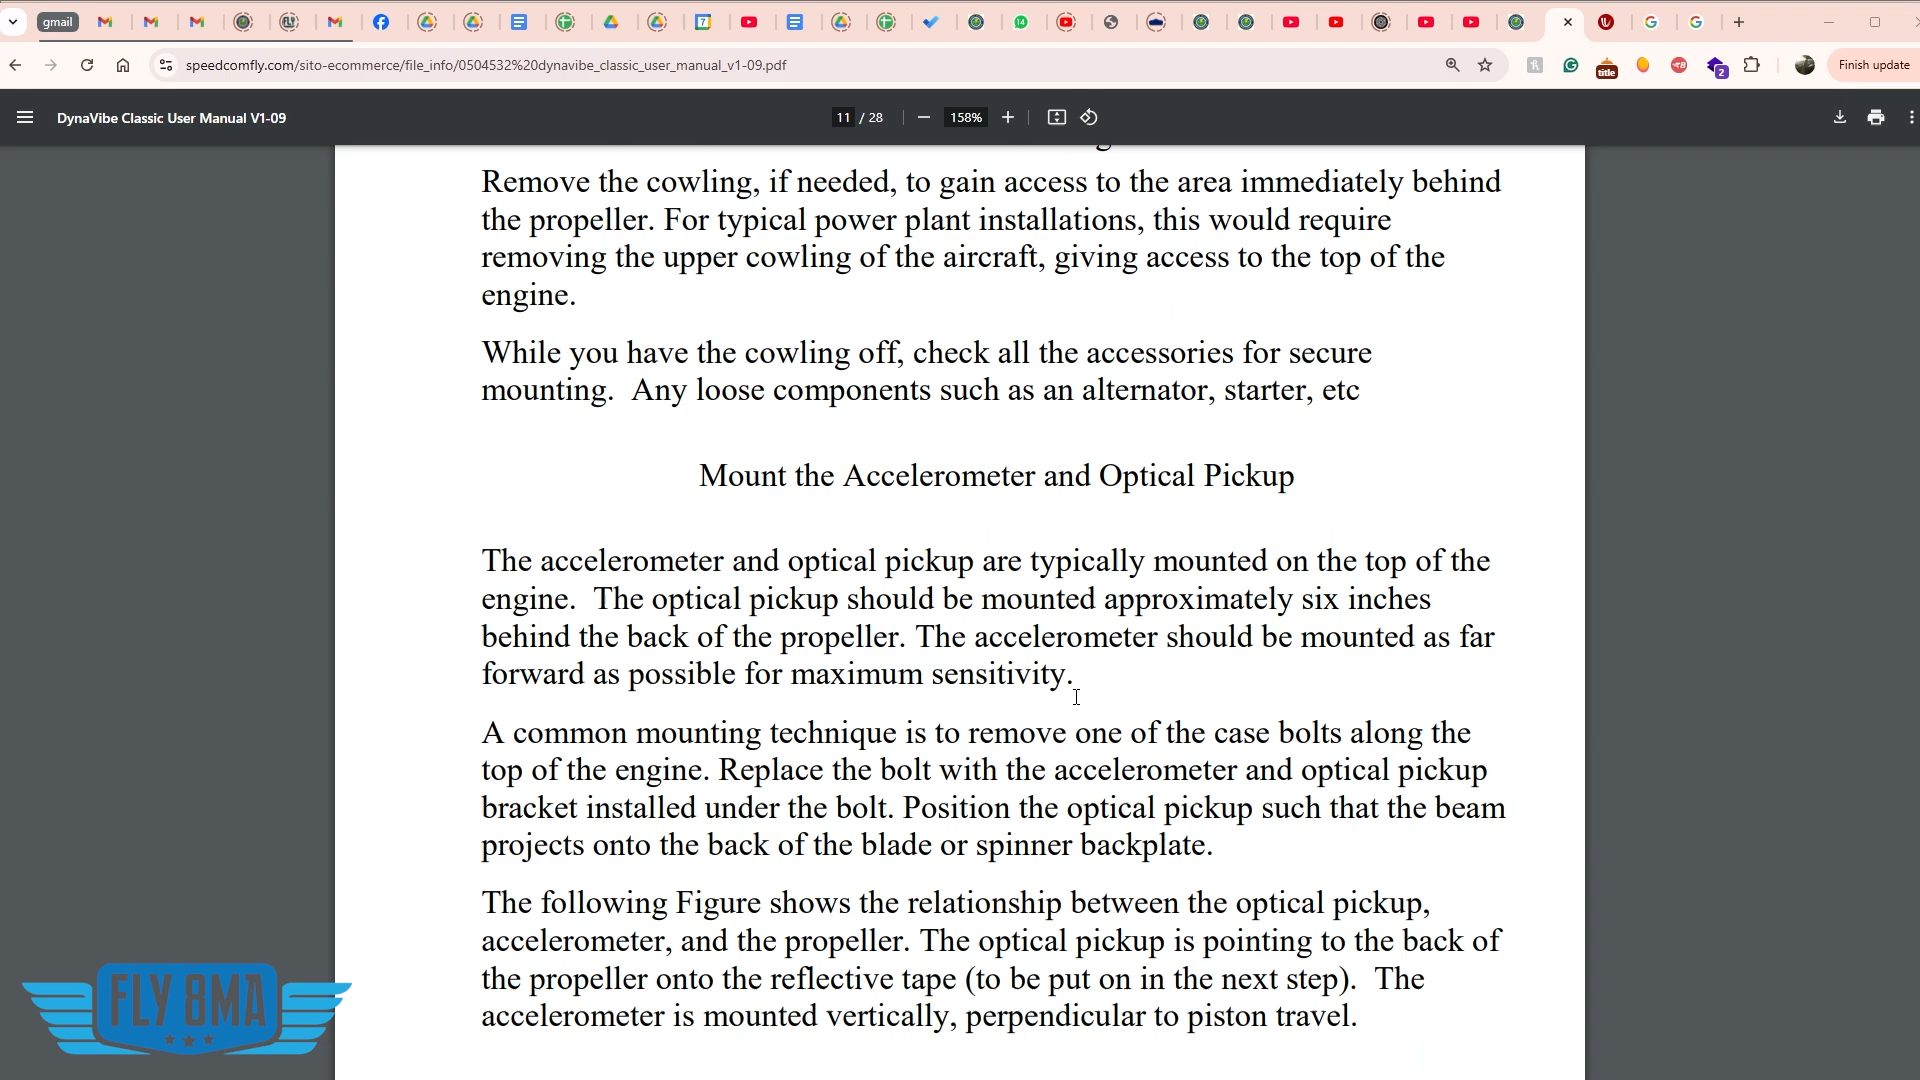 gmail
7
14
title
2
Finish update
speedcomfly.com/sito-ecommerce/file_info/0504532%20dynavibe_classic_user_manual_v1-09.pdf
DynaVibe Classic User Manual V1-09
11 / 28
158%
Remove the cowling, if needed, to gain access to the area immediately behind
the propeller. For typical power plant installations, this would require
removing the upper cowling of the aircraft, giving access to the top of the
engine.
While you have the cowling off, check all the accessories for secure
mounting.  Any loose components such as an alternator, starter, etc
Mount the Accelerometer and Optical Pickup
The accelerometer and optical pickup are typically mounted on the top of the
engine.  The optical pickup should be mounted approximately six inches
behind the back of the propeller. The accelerometer should be mounted as far
forward as possible for maximum sensitivity.
A common mounting technique is to remove one of the case bolts along the
top of the engine. Replace the bolt with the accelerometer and optical pickup
bracket installed under the bolt. Position the optical pickup such that the beam
projects onto the back of the blade or spinner backplate.
The following Figure shows the relationship between the optical pickup,
accelerometer, and the propeller. The optical pickup is pointing to the back of
the propeller onto the reflective tape (to be put on in the next step).  The
accelerometer is mounted vertically, perpendicular to piston travel.
FLY 8MA